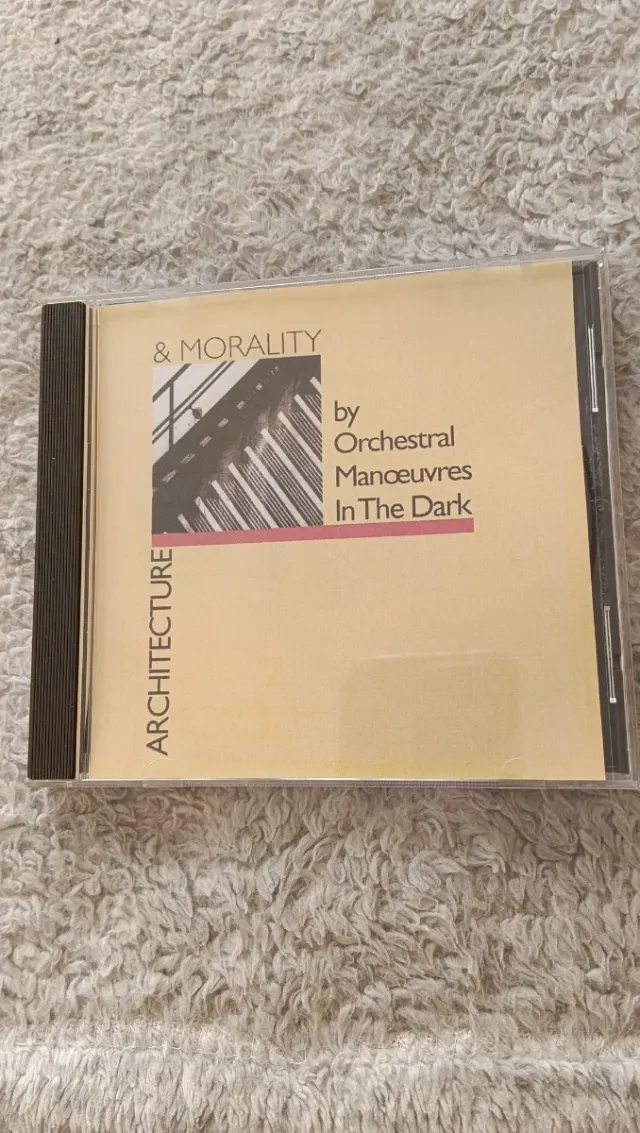 ARCHITECTURE
& MORALITY
by
Orchestral
Manœuvres
In The Dark